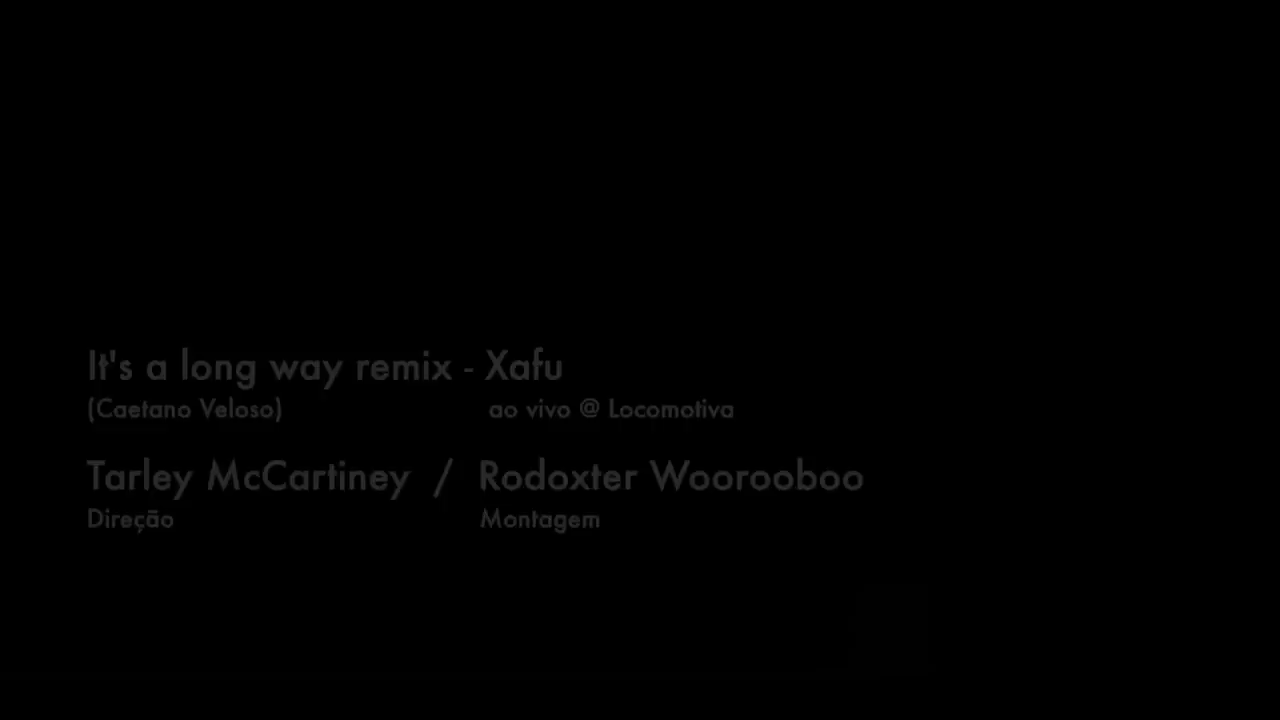 It's a long way remix - Xafu
(Caetano Veloso) ao vivo @ Locomotiva
Tarley McCartiney / Rodoxter Woorooboo
Direção Montagem